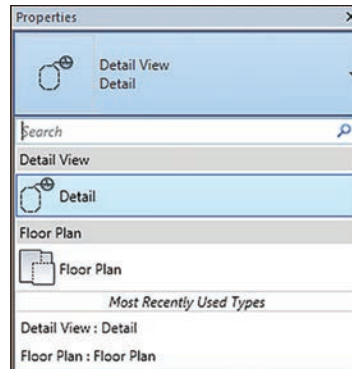 Properties
Detail View
Detail
Search
Detail View
Detail
Floor Plan
Floor Plan
Most Recently Used Types
Detail View : Detail
Floor Plan : Floor Plan